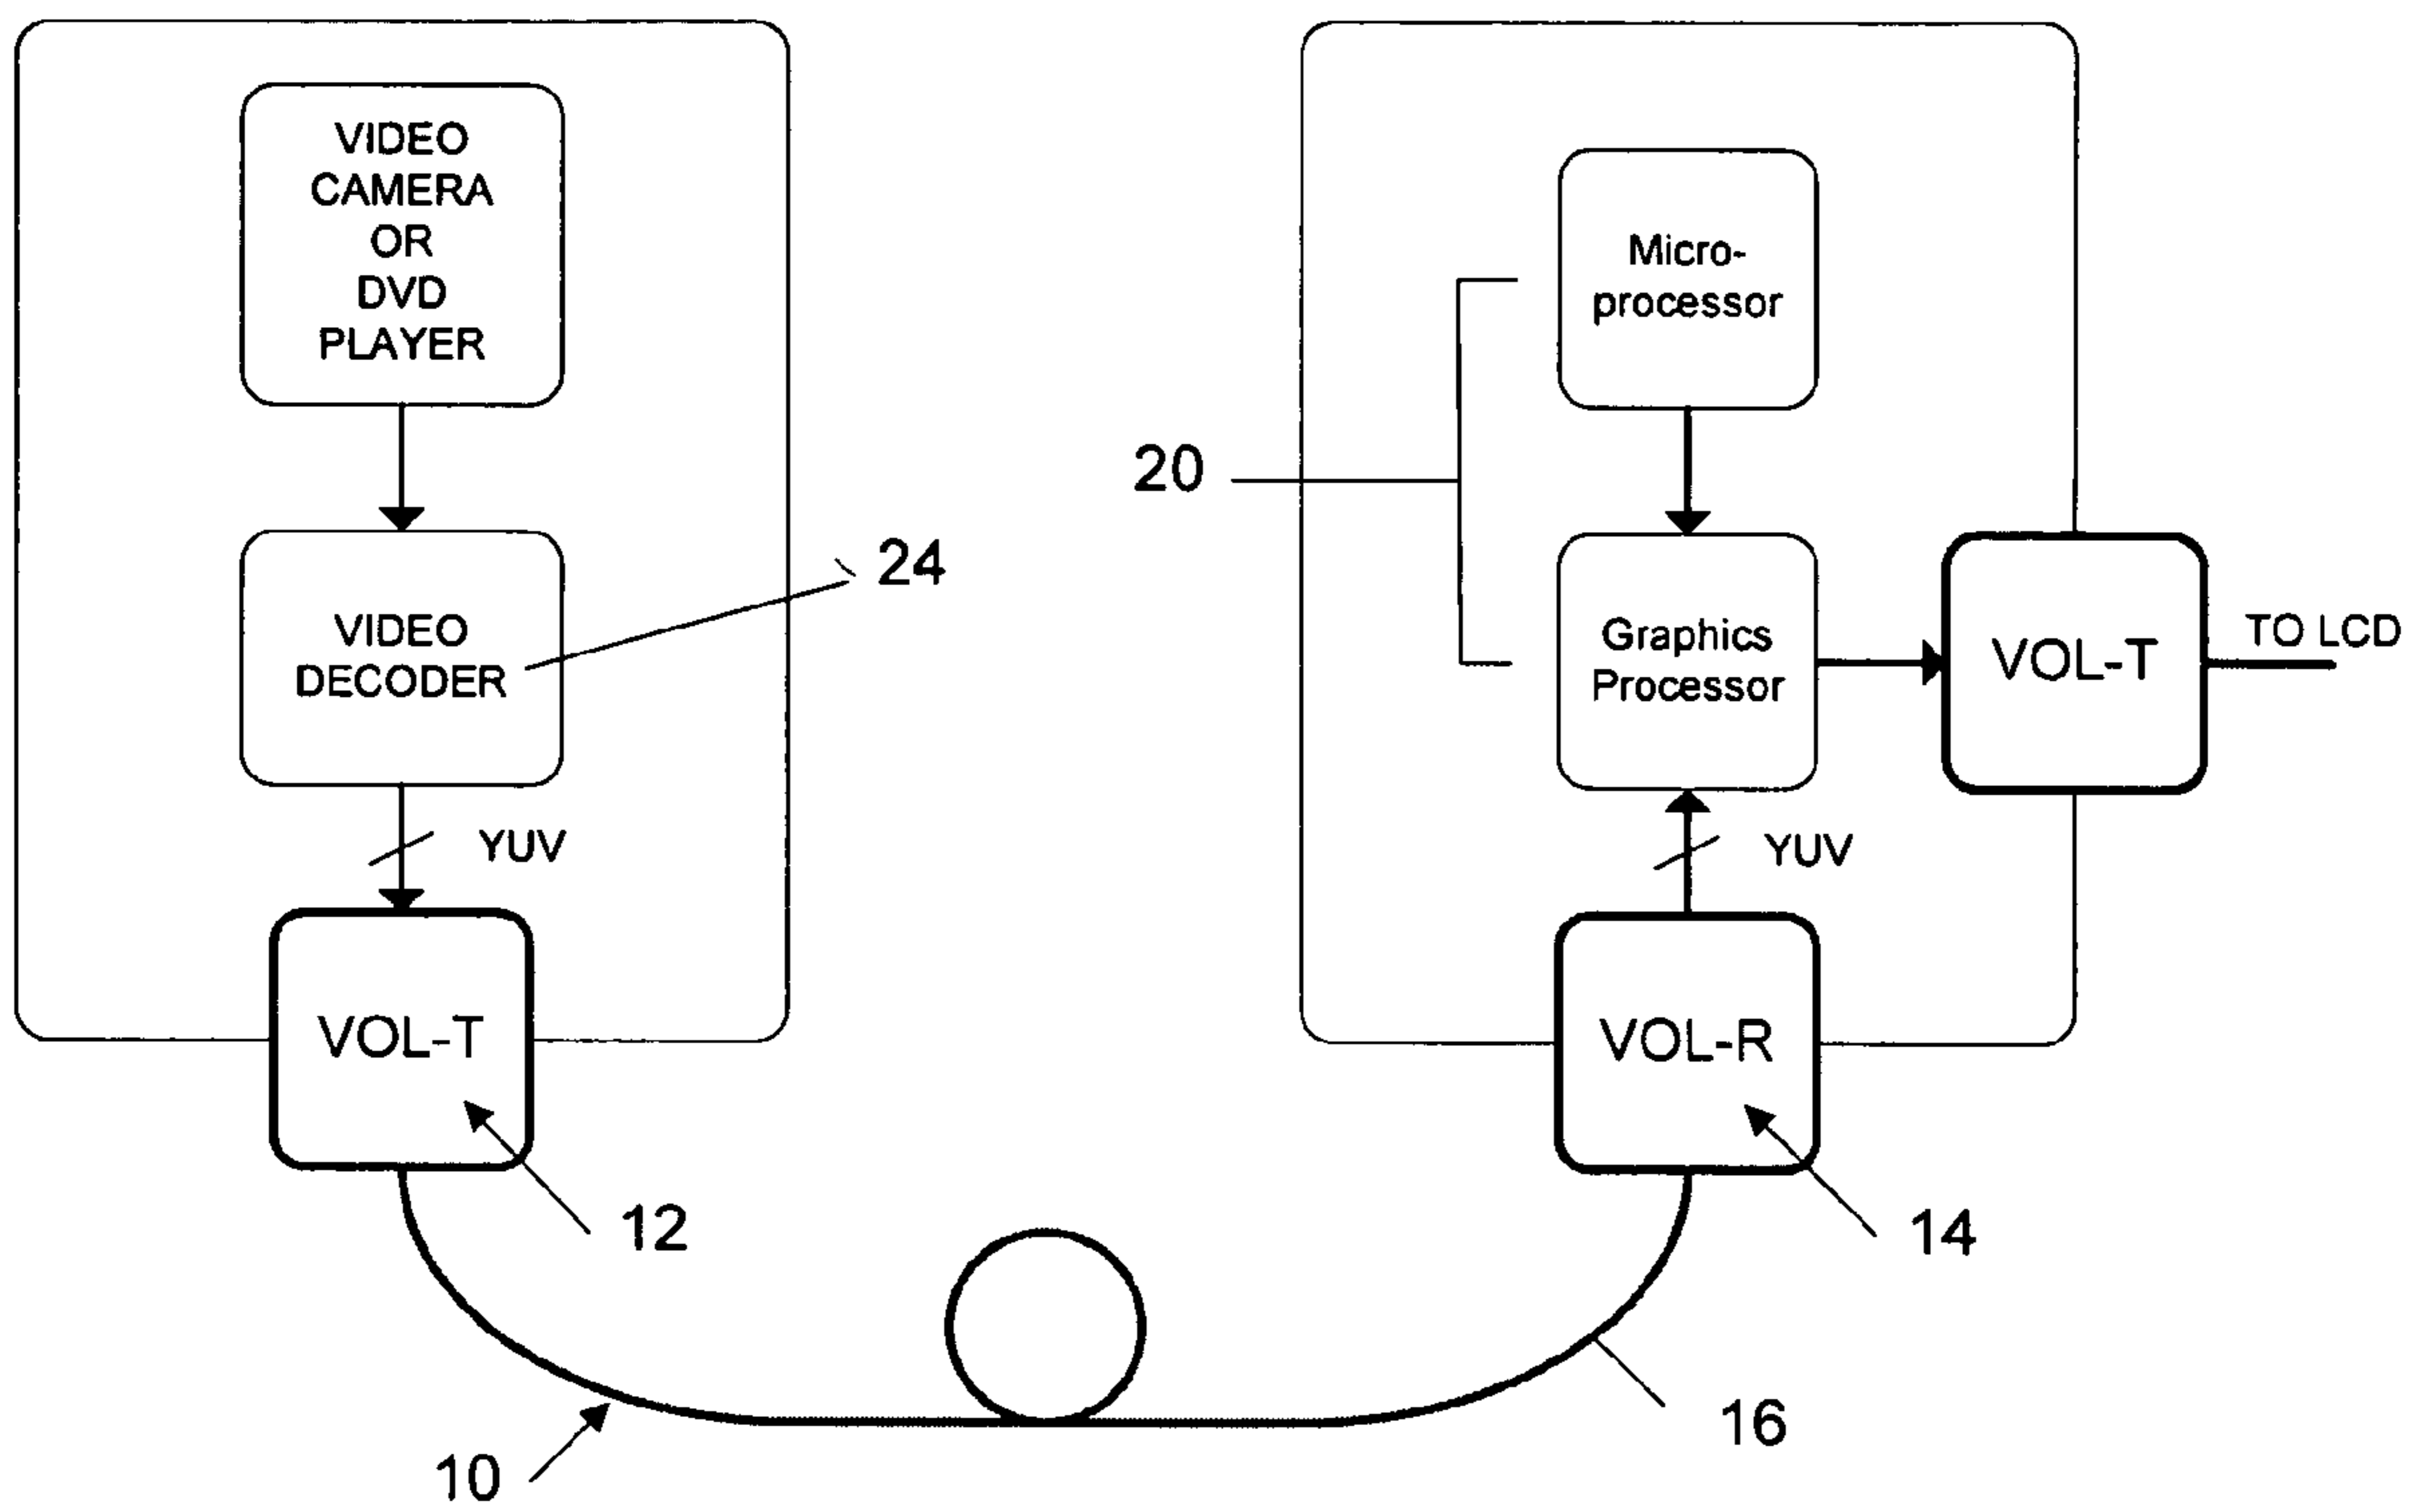 VIDEO
CAMERA
OR
DVD
PLAYER
VIDEO
DECODER
24
YUV
VOL-T
12
10
16
20
Micro-
processor
Graphics
Processor
VOL-T
TO LCD
YUV
VOL-R
14